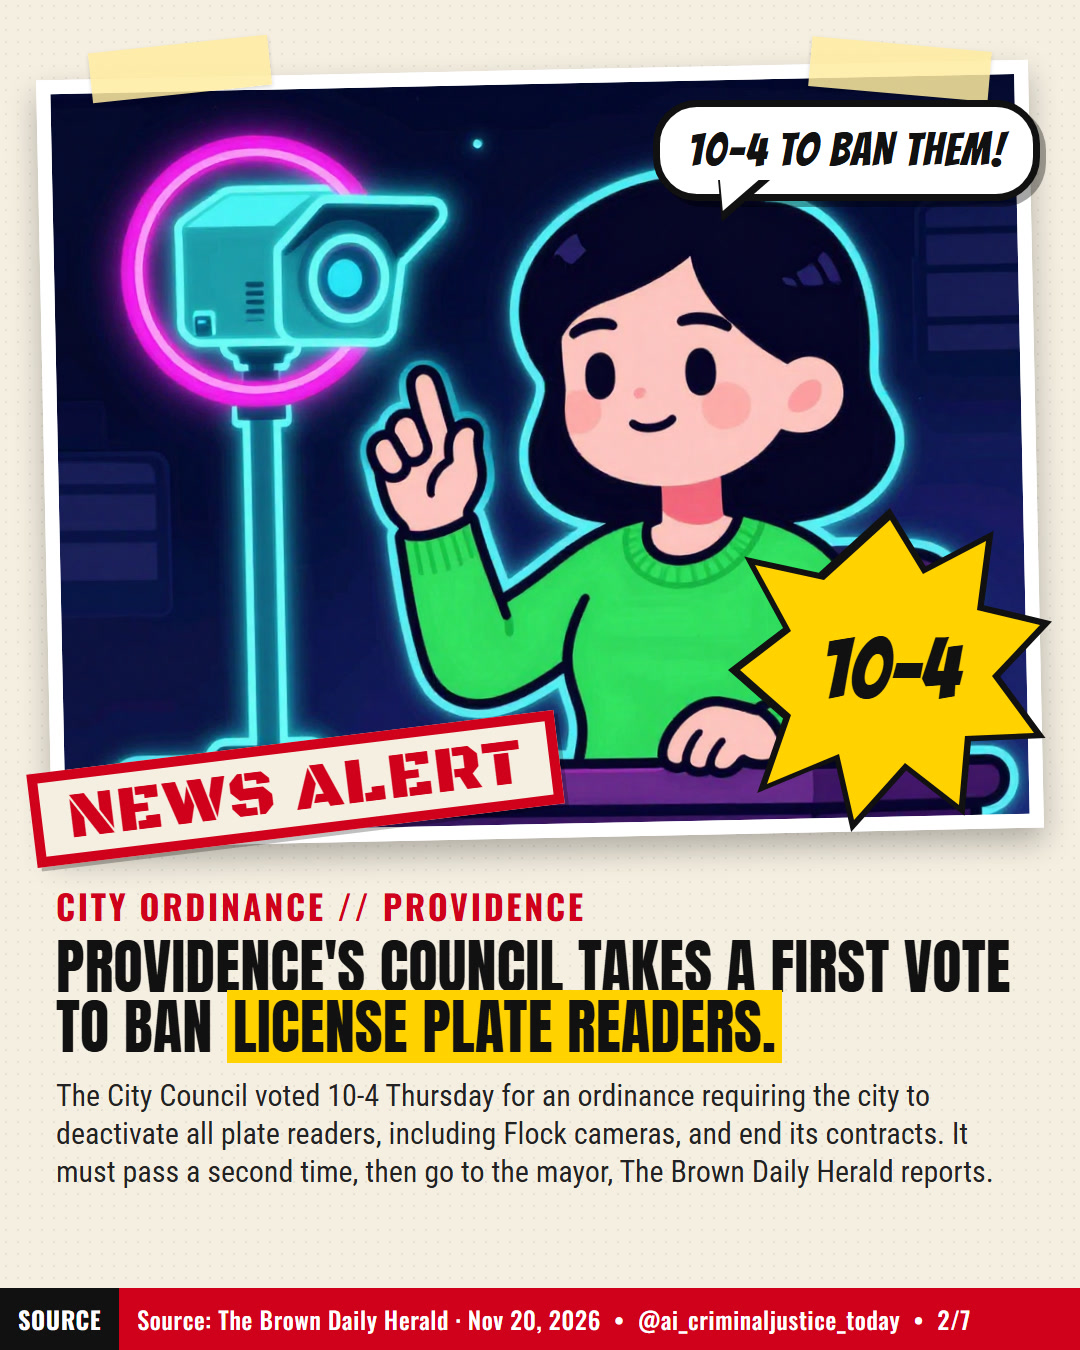 10-4 TO BAN THEM!
10-4
NEWS ALERT
CITY ORDINANCE // PROVIDENCE
PROVIDENCE'S COUNCIL TAKES A FIRST VOTE
TO BAN LICENSE PLATE READERS.
The City Council voted 10-4 Thursday for an ordinance requiring the city to
deactivate all plate readers, including Flock cameras, and end its contracts. It
must pass a second time, then go to the mayor, The Brown Daily Herald reports.
SOURCE Source: The Brown Daily Herald · Nov 20, 2026 • @ai_criminaljustice_today • 2/7